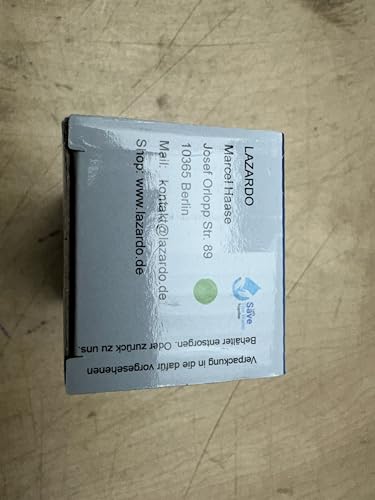 LAZARDO
Marcel Haase
Josef Orlopp Str. 89
10365 Berlin
Mail: kontakt@lazardo.de
Shop: www.lazardo.de
Save
Verpackung in die dafür vorgesehenen
Behälter entsorgen. Oder zurück zu uns.